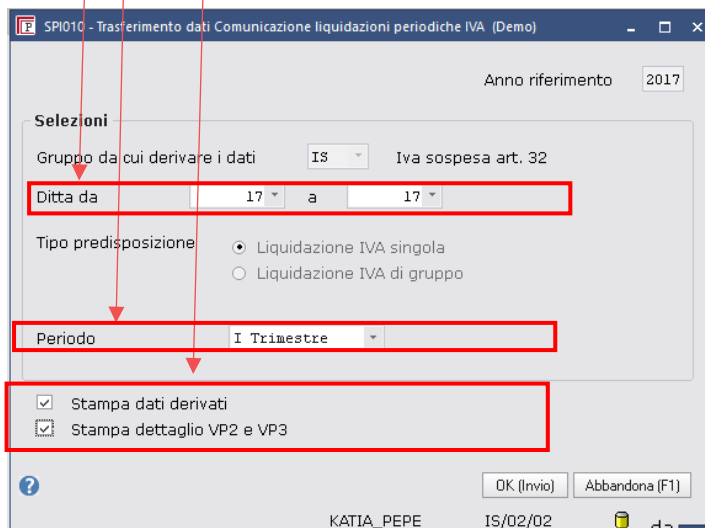 SPI010 - Trasferimento dati Comunicazione liquidazioni periodiche IVA (Demo)
Anno riferimento 2017
Selezioni
Gruppo da cui derivare i dati IS Iva sospesa art. 32
Ditta da 17 a 17
Tipo predisposizione Liquidazione IVA singola
Liquidazione IVA di gruppo
Periodo I Trimestre
Stampa dati derivati
Stampa dettaglio VP2 e VP3
OK (Invio) Abbandona (F1)
KATIA_PEPE IS/02/02 da